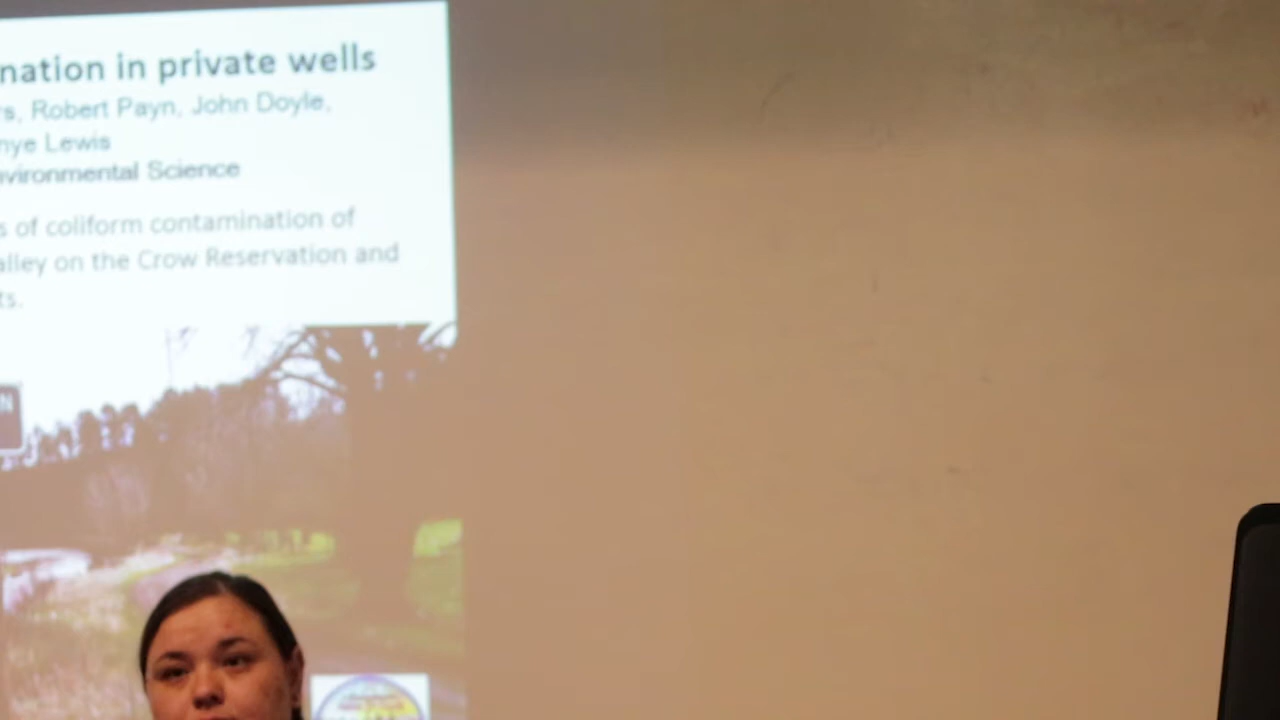 nation in private wells
rs, Robert Payn, John Doyle,
nye Lewis
nvironmental Science
s of coliform contamination of
alley on the Crow Reservation and
ts.
N